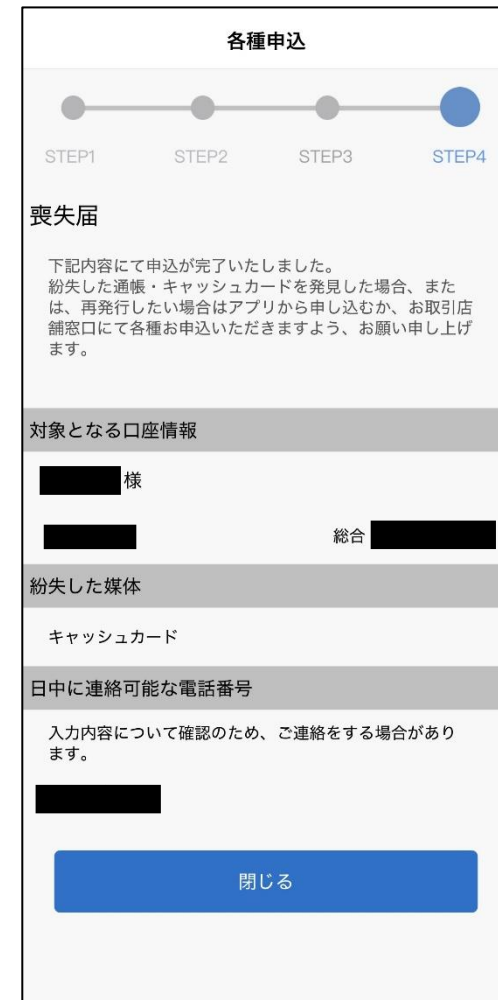 各種申込
STEP1 STEP2 STEP3 STEP4
喪失届
下記内容にて申込が完了いたしました。
紛失した通帳・キャッシュカードを発見した場合、また
は、再発行したい場合はアプリから申し込むか、お取引店
舗窓口にて各種お申込いただきますよう、お願い申し上げ
ます。
対象となる口座情報
様
総合
紛失した媒体
キャッシュカード
日中に連絡可能な電話番号
入力内容について確認のため、ご連絡をする場合があり
ます。
閉じる